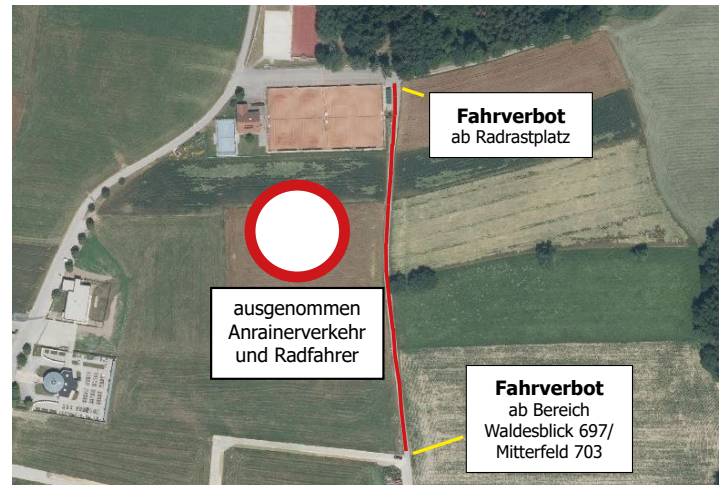 Fahrverbot
ab Radrastplatz
ausgenommen
Anrainerverkehr
und Radfahrer
Fahrverbot
ab Bereich
Waldesblick 697/
Mitterfeld 703